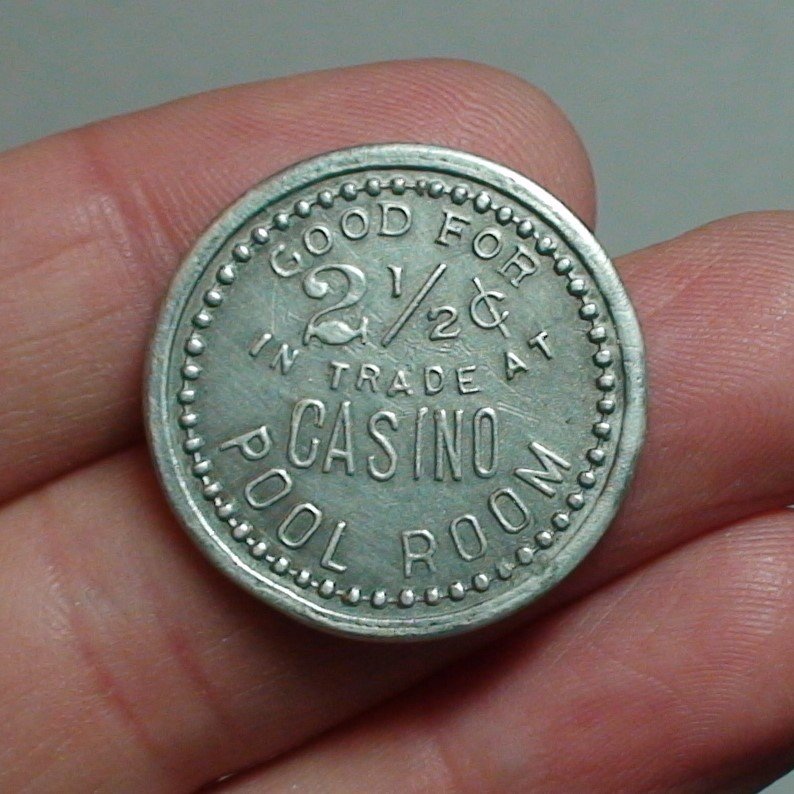 GOOD FOR
2 1/2¢
IN TRADE AT
CASINO
POOL ROOM